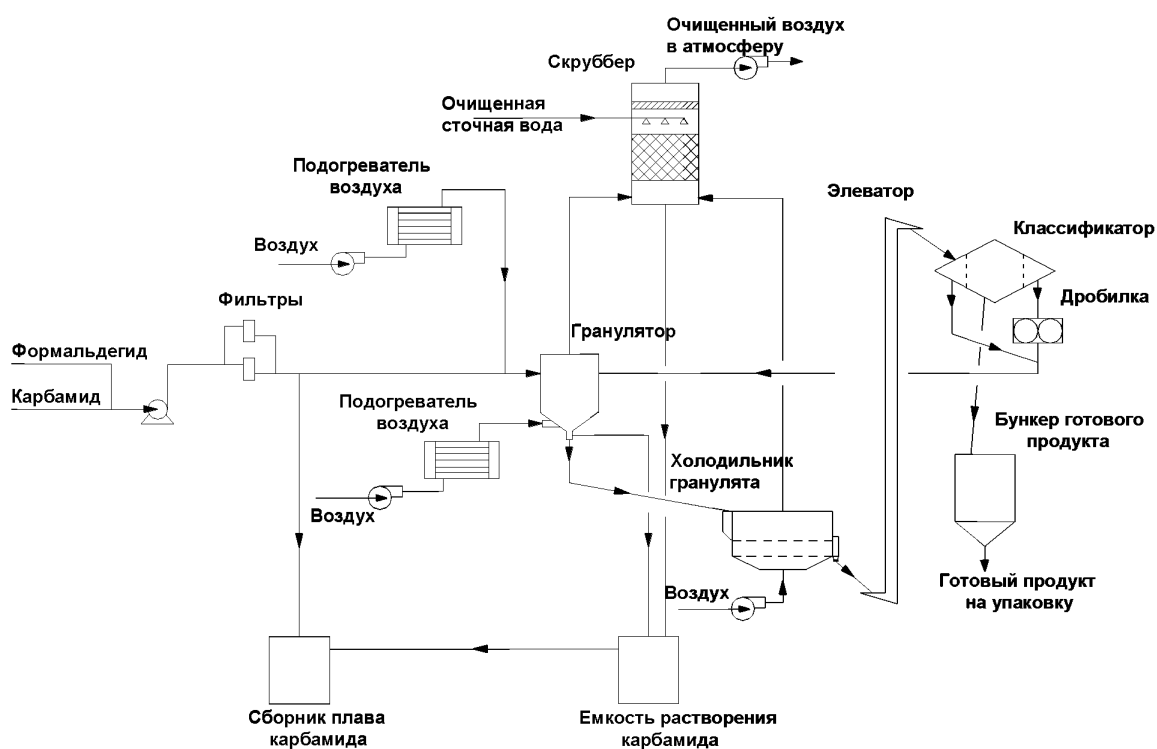 Очищенный воздух
в атмосферу
Скруббер
Очищенная
сточная вода
Подогреватель
воздуха
Элеватор
Классификатор
Воздух
Фильтры
Дробилка
Гранулятор
Формальдегид
Карбамид
Подогреватель
воздуха
Бункер готового
продукта
Холодильник
гранулята
Воздух
Готовый продукт
на упаковку
Воздух
Сборник плава
карбамида
Емкость растворения
карбамида